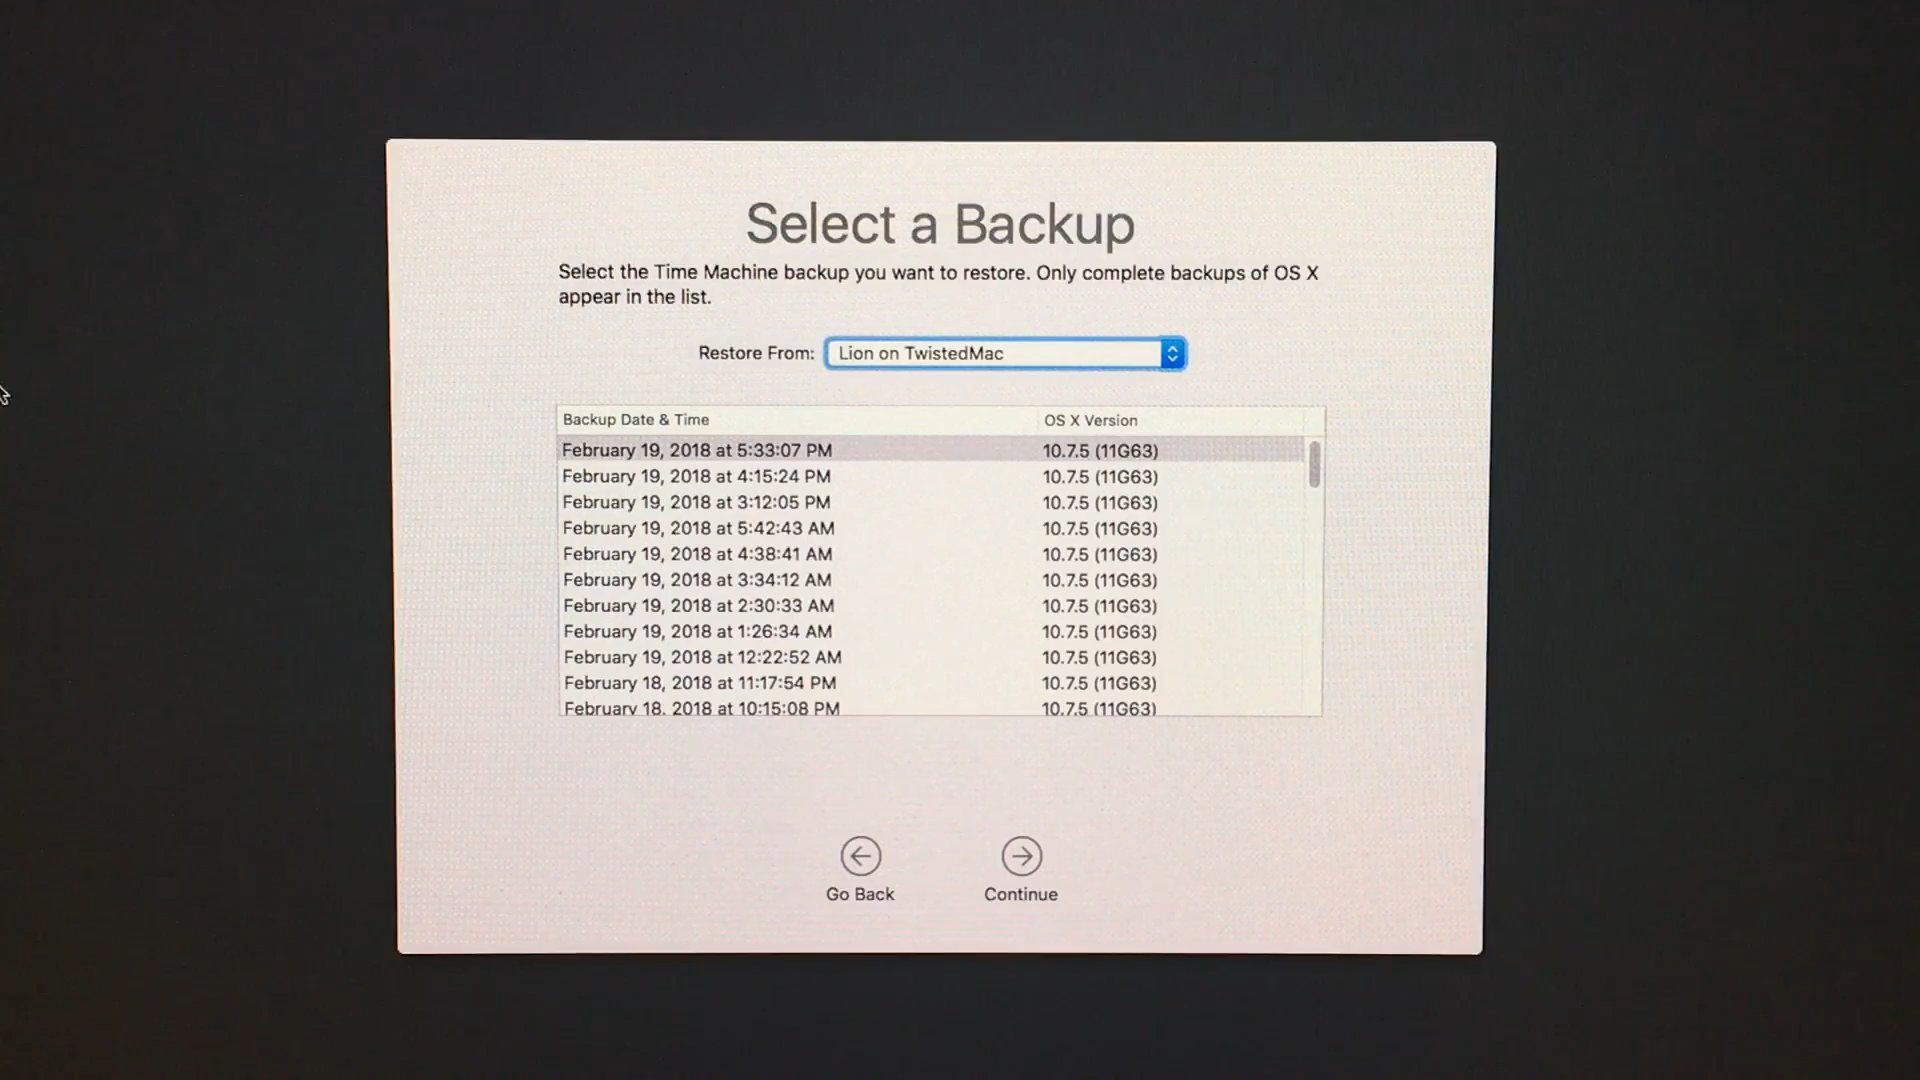 Select a Backup
Select the Time Machine backup you want to restore. Only complete backups of OS X
appear in the list.
Restore From: Lion on TwistedMac
Backup Date & Time OS X Version
February 19, 2018 at 5:33:07 PM 10.7.5 (11G63)
February 19, 2018 at 4:15:24 PM 10.7.5 (11G63)
February 19, 2018 at 3:12:05 PM 10.7.5 (11G63)
February 19, 2018 at 5:42:43 AM 10.7.5 (11G63)
February 19, 2018 at 4:38:41 AM 10.7.5 (11G63)
February 19, 2018 at 3:34:12 AM 10.7.5 (11G63)
February 19, 2018 at 2:30:33 AM 10.7.5 (11G63)
February 19, 2018 at 1:26:34 AM 10.7.5 (11G63)
February 19, 2018 at 12:22:52 AM 10.7.5 (11G63)
February 18, 2018 at 11:17:54 PM 10.7.5 (11G63)
February 18, 2018 at 10:15:08 PM 10.7.5 (11G63)
Go Back Continue